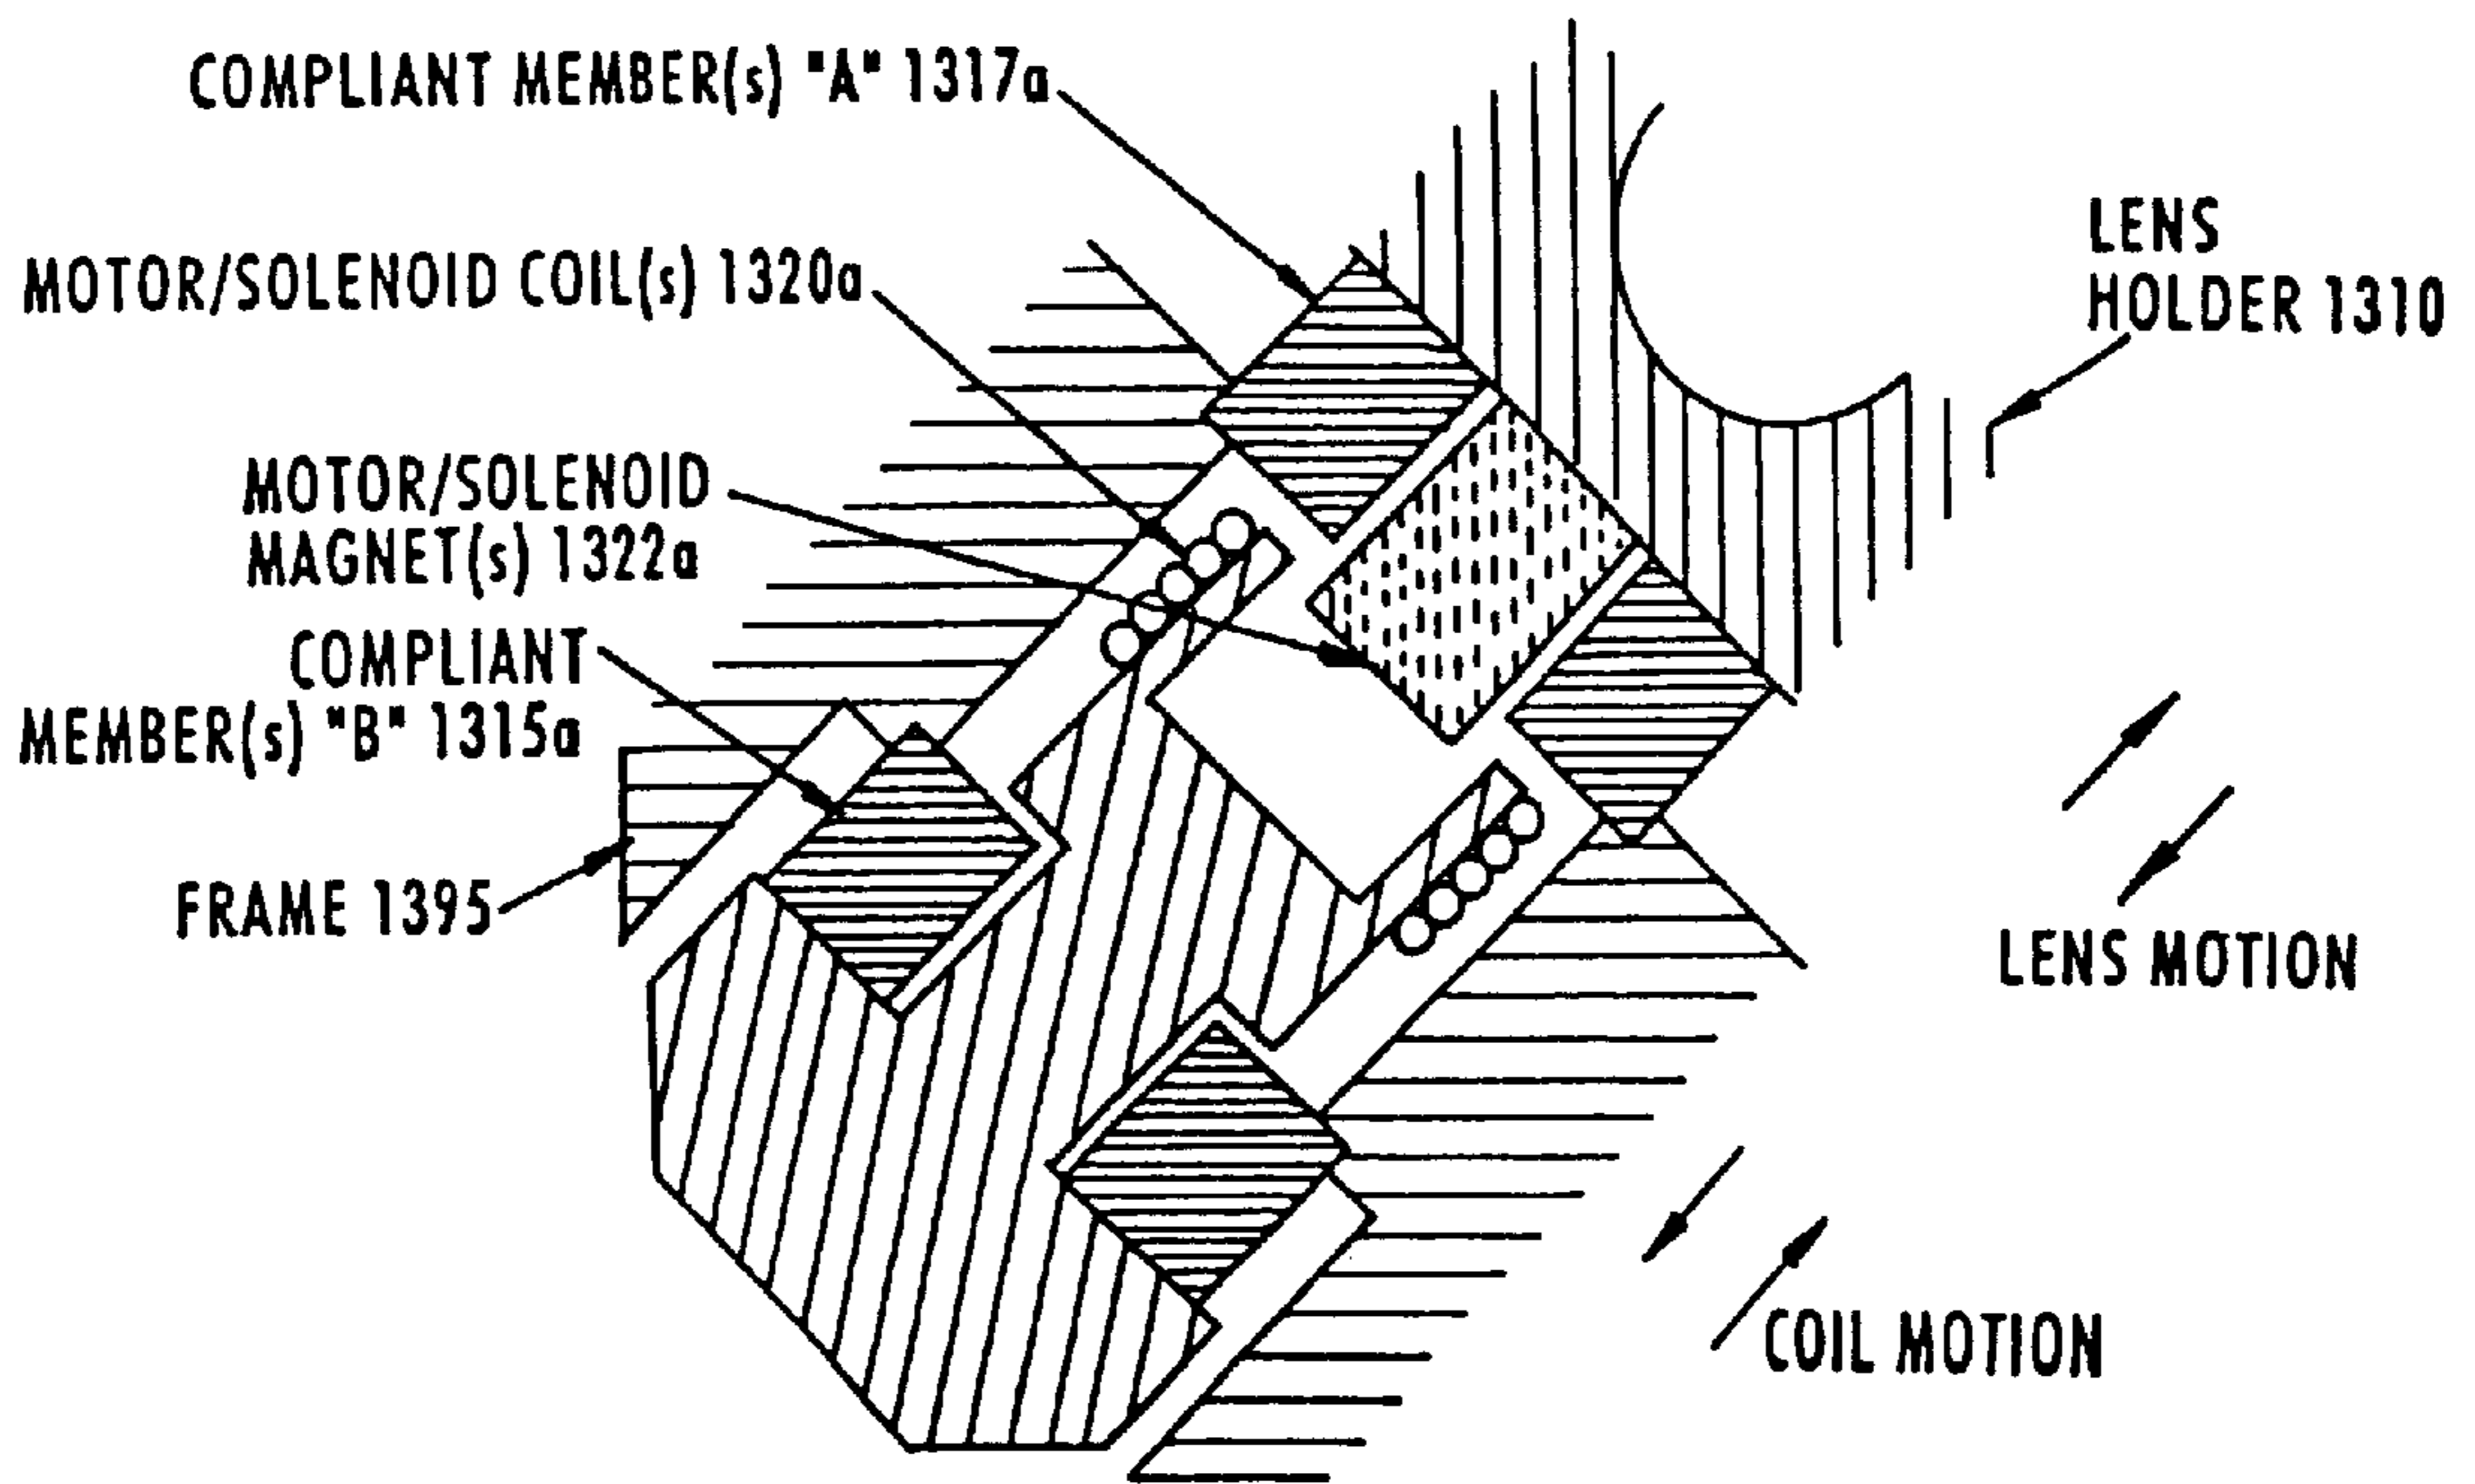 COMPLIANT MEMBER(s) "A" 1317a
MOTOR/SOLENOID COIL(s) 1320a
LENS
HOLDER 1310
MOTOR/SOLENOID
MAGNET(s) 1322a
COMPLIANT
MEMBER(s) "B" 1315a
FRAME 1395
LENS MOTION
COIL MOTION